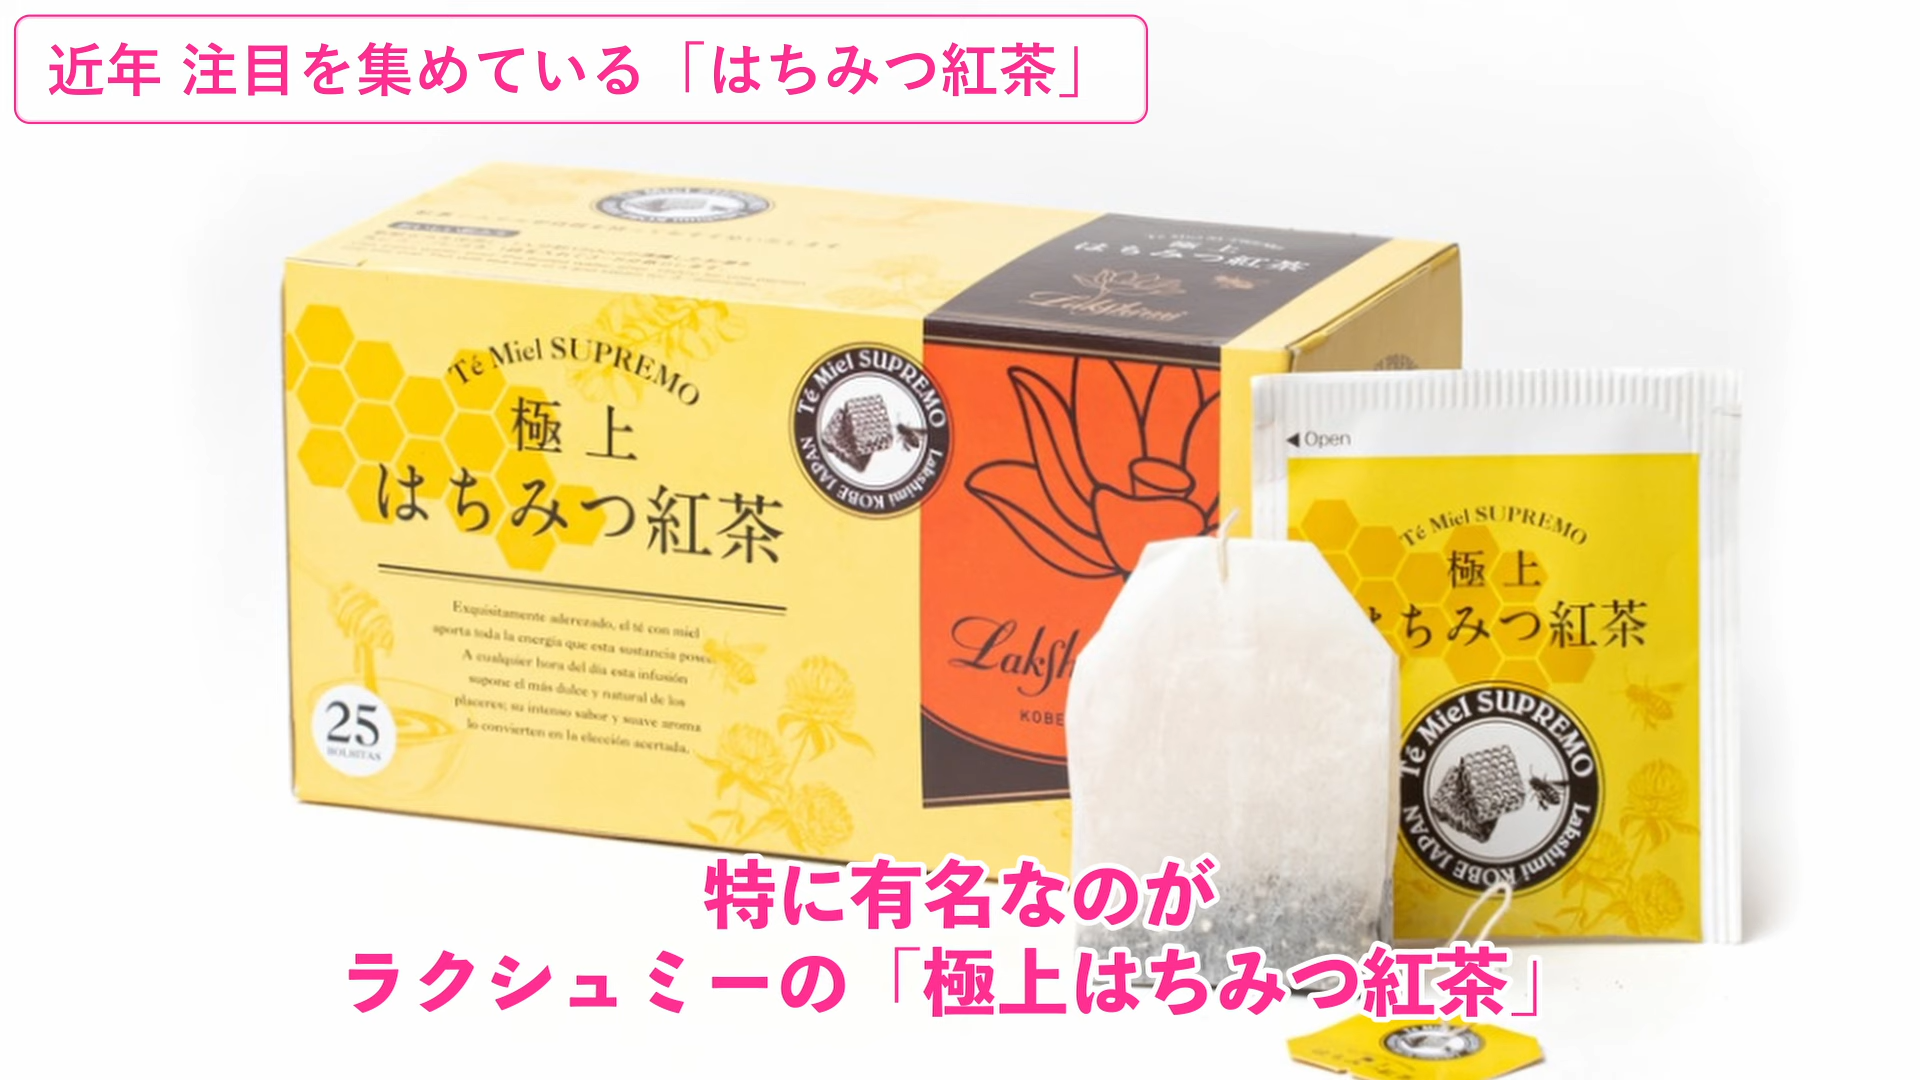 近年 注目を集めている「はちみつ紅茶」
Té Miel SUPREMO
極上
はちみつ紅茶
Lakshimi
Té Miel SUPREMO
極上
はちみつ紅茶
Exquisitamente aderezado, el té con miel
aporta toda la energía que esta sustancia posee.
A cualquier hora del día esta infusión
supone el más dulce y natural de los
placeres; su intenso sabor y suave aroma
lo convierten en la elección acertada.
25
BOLSITAS
Té Miel SUPREMO
Lakshimi KOBE JAPAN
KOBE
Open
Té Miel SUPREMO
極上
ちみつ紅茶
Té Miel SUPREMO
Lakshimi KOBE JAPAN
特に有名なのが
ラクシュミーの「極上はちみつ紅茶」